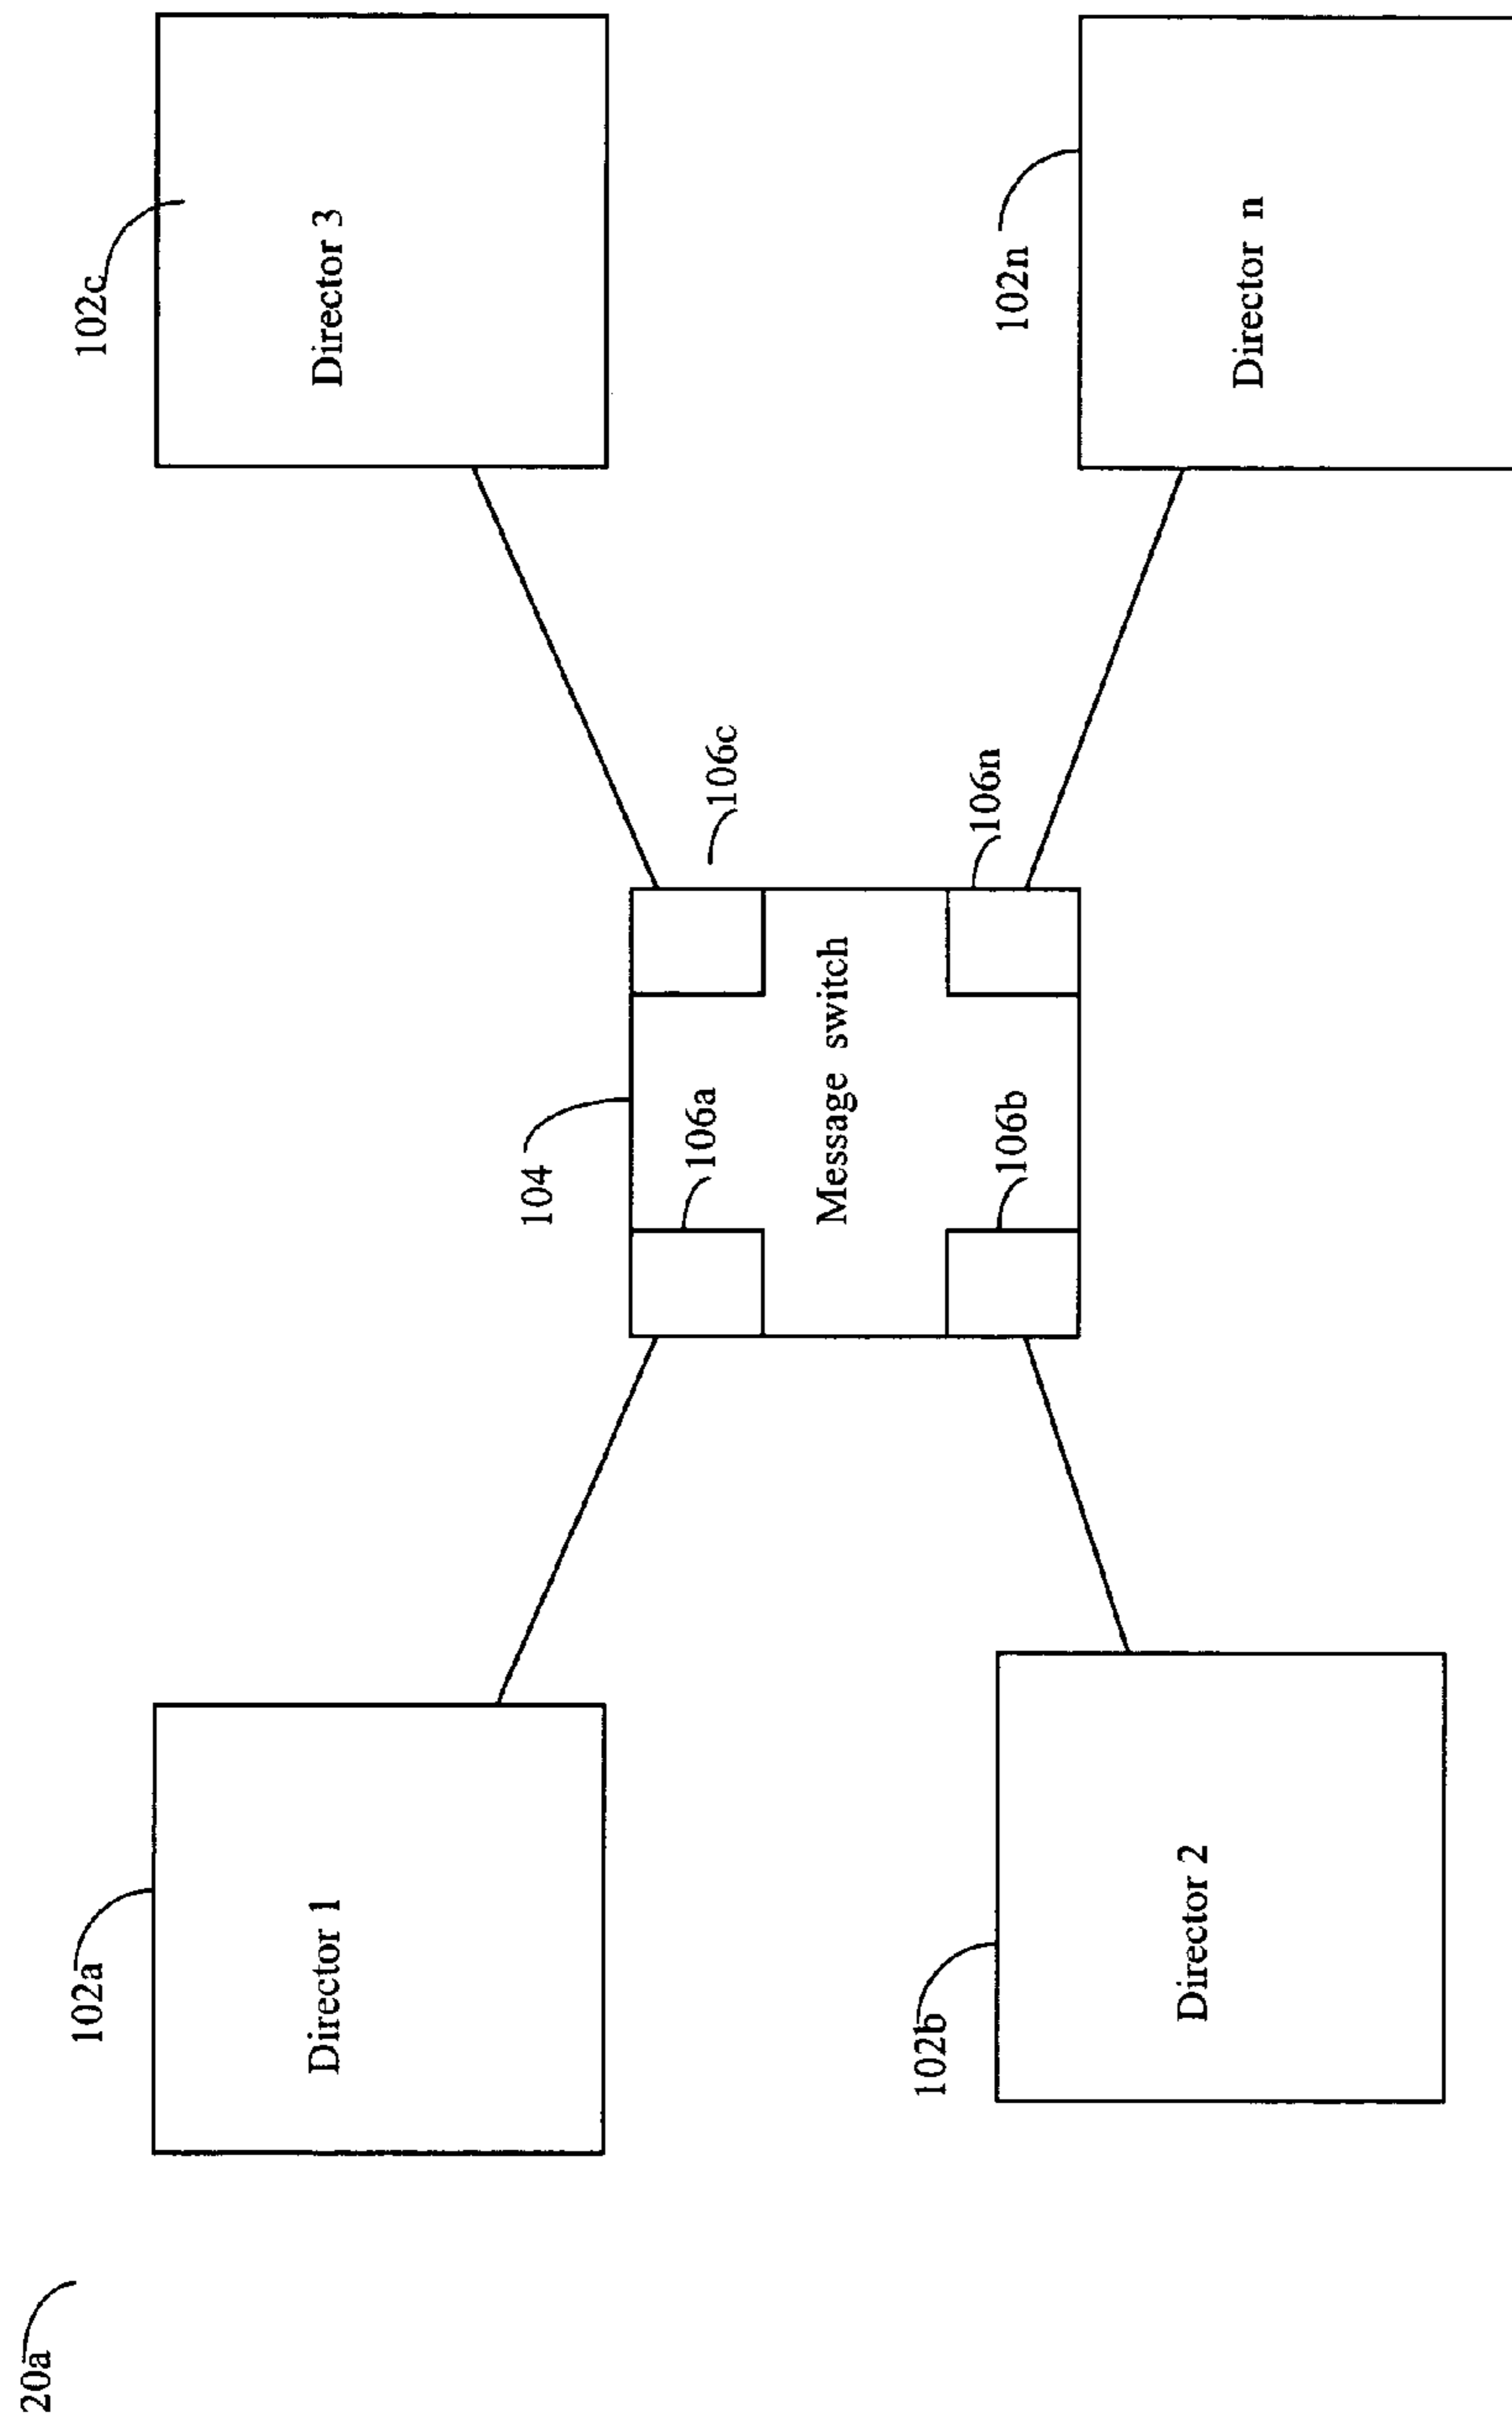 20a
102a
Director 1
102c
Director 3
104
106a
106c
Message switch
106b
106n
102b
Director 2
102n
Director n